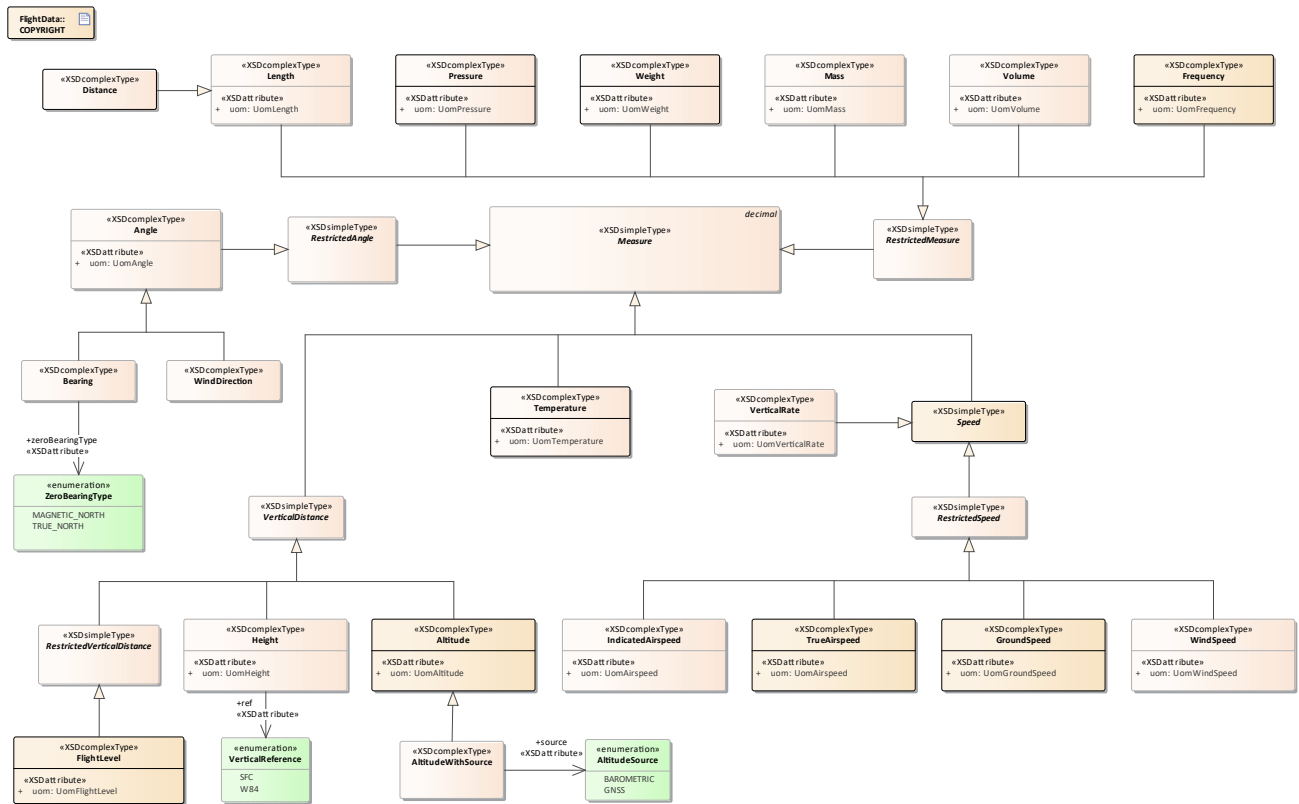 FlightData::
COPYRIGHT
«XSDcomplexType»
Distance
«XSDcomplexType»
Length
«XSDattribute»
+ uom: UomLength
«XSDcomplexType»
Pressure
«XSDattribute»
+ uom: UomPressure
«XSDcomplexType»
Weight
«XSDattribute»
+ uom: UomWeight
«XSDcomplexType»
Mass
«XSDattribute»
+ uom: UomMass
«XSDcomplexType»
Volume
«XSDattribute»
+ uom: UomVolume
«XSDcomplexType»
Frequency
«XSDattribute»
+ uom: UomFrequency
«XSDcomplexType»
Angle
«XSDattribute»
+ uom: UomAngle
«XSDsimpleType»
RestrictedAngle
decimal
«XSDsimpleType»
Measure
«XSDsimpleType»
RestrictedMeasure
«XSDcomplexType»
Bearing
«XSDcomplexType»
WindDirection
«XSDcomplexType»
Temperature
«XSDattribute»
+ uom: UomTemperature
«XSDcomplexType»
VerticalRate
«XSDattribute»
+ uom: UomVerticalRate
«XSDsimpleType»
Speed
+zeroBearingType
«XSDattribute»
«enumeration»
ZeroBearingType
MAGNETIC_NORTH
TRUE_NORTH
«XSDsimpleType»
VerticalDistance
«XSDsimpleType»
RestrictedSpeed
«XSDsimpleType»
RestrictedVerticalDistance
«XSDcomplexType»
Height
«XSDattribute»
+ uom: UomHeight
«XSDcomplexType»
Altitude
«XSDattribute»
+ uom: UomAltitude
«XSDcomplexType»
IndicatedAirspeed
«XSDattribute»
+ uom: UomAirspeed
«XSDcomplexType»
TrueAirspeed
«XSDattribute»
+ uom: UomAirspeed
«XSDcomplexType»
GroundSpeed
«XSDattribute»
+ uom: UomGroundSpeed
«XSDcomplexType»
WindSpeed
«XSDattribute»
+ uom: UomWindSpeed
+ref
«XSDattribute»
«XSDcomplexType»
FlightLevel
«XSDattribute»
+ uom: UomFlightLevel
«enumeration»
VerticalReference
SFC
W84
«XSDcomplexType»
AltitudeWithSource
+source
«XSDattribute»
«enumeration»
AltitudeSource
BAROMETRIC
GNSS